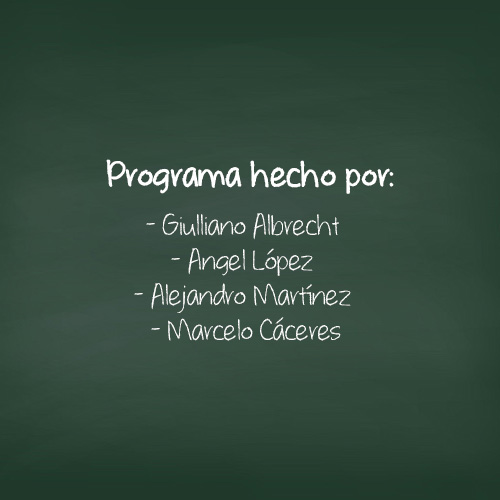 Programa hecho por:
- Giulliano Albrecht
- Angel López
- Alejandro Martínez
- Marcelo Cáceres